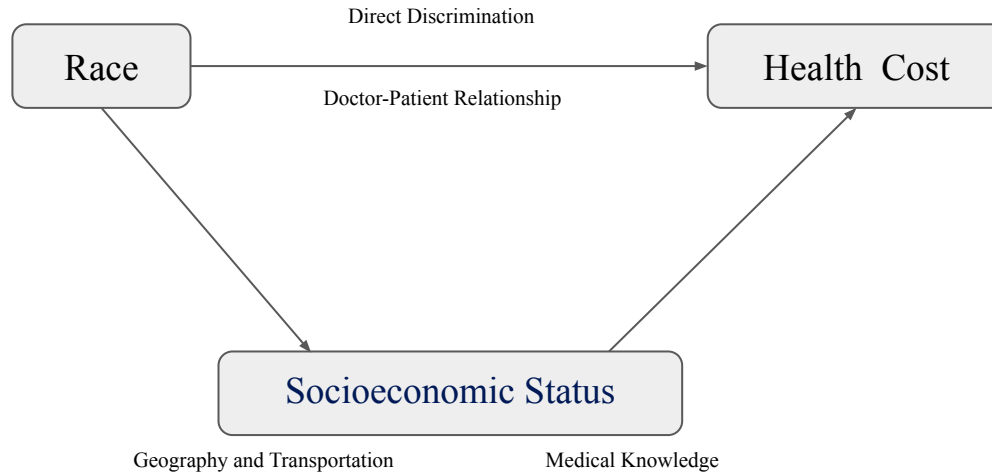 Direct Discrimination
Race
Health Cost
Doctor-Patient Relationship
Socioeconomic Status
Geography and Transportation
Medical Knowledge